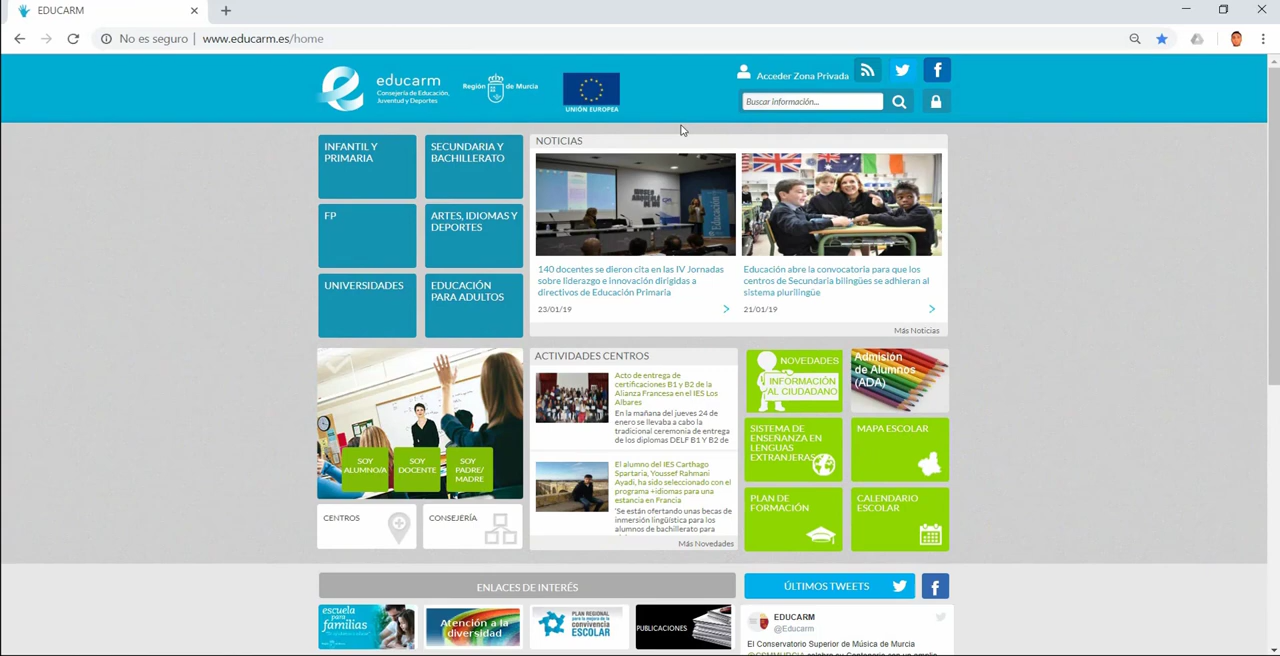 EDUCARM
No es seguro | www.educarm.es/home
educarm
Consejería de Educación,
Juventud y Deportes
Región de Murcia
UNIÓN EUROPEA
Acceder Zona Privada
Buscar información...
INFANTIL Y
PRIMARIA
SECUNDARIA Y
BACHILLERATO
FP
ARTES, IDIOMAS Y
DEPORTES
UNIVERSIDADES
EDUCACIÓN
PARA ADULTOS
NOTICIAS
140 docentes se dieron cita en las IV Jornadas
sobre liderazgo e innovación dirigidas a
directivos de Educación Primaria
23/01/19
Educación abre la convocatoria para que los
centros de Secundaria bilingües se adhieran al
sistema plurilingüe
21/01/19
Más Noticias
SOY
ALUMNO/A
SOY
DOCENTE
SOY
PADRE/
MADRE
CENTROS
CONSEJERÍA
ACTIVIDADES CENTROS
Acto de entrega de
certificaciones B1 y B2 de la
Alianza Francesa en el IES Los
Albares
En la mañana del jueves 24 de
enero se llevaba a cabo la
tradicional ceremonia de entrega
de los diplomas DELF B1 Y B2 de
El alumno del IES Carthago
Spartaria, Youssef Rahmani
Ayadi, ha sido seleccionado con el
programa +idiomas para una
estancia en Francia
'Se están ofertando unas becas de
inmersión lingüística para los
alumnos de bachillerato para
Más Novedades
NOVEDADES
INFORMACIÓN
AL CIUDADANO
Admisión
de Alumnos
(ADA)
SISTEMA DE
ENSEÑANZA EN
LENGUAS
EXTRANJERAS
MAPA ESCOLAR
PLAN DE
FORMACIÓN
CALENDARIO
ESCOLAR
ENLACES DE INTERÉS
ÚLTIMOS TWEETS
escuela
para
familias
Atención a la
diversidad
PLAN REGIONAL
para la mejora de la
convivencia
ESCOLAR
PUBLICACIONES
EDUCARM
@Educarm
El Conservatorio Superior de Música de Murcia